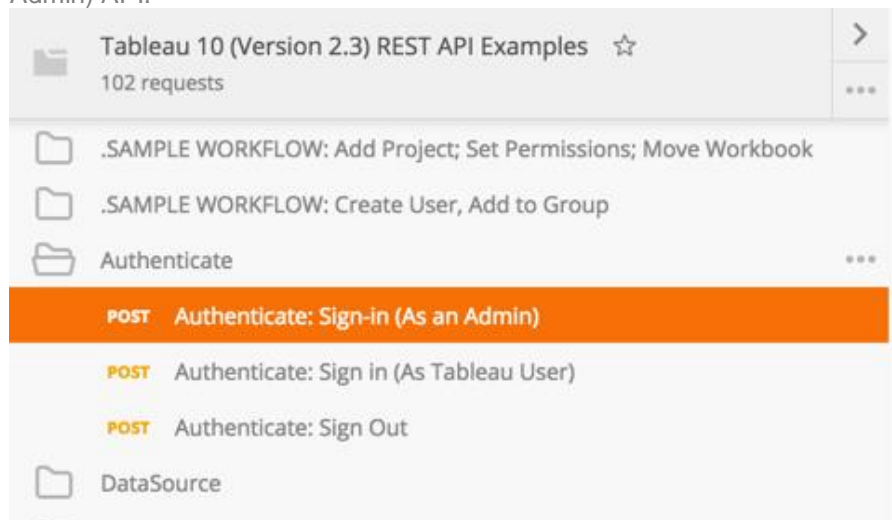 Admin) API.
Tableau 10 (Version 2.3) REST API Examples
102 requests
.SAMPLE WORKFLOW: Add Project; Set Permissions; Move Workbook
.SAMPLE WORKFLOW: Create User, Add to Group
Authenticate
POST Authenticate: Sign-in (As an Admin)
POST Authenticate: Sign in (As Tableau User)
POST Authenticate: Sign Out
DataSource